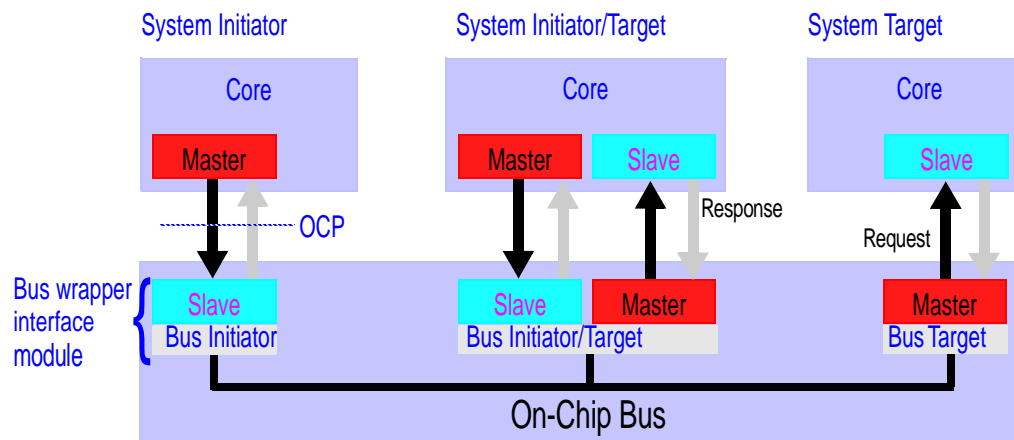 System Initiator
System Initiator/Target
System Target
Core
Core
Core
Master
Master
Slave
Slave
Response
OCP
Request
Bus wrapper
interface
module
Slave
Slave
Master
Master
Bus Initiator
Bus Initiator/Target
Bus Target
On-Chip Bus